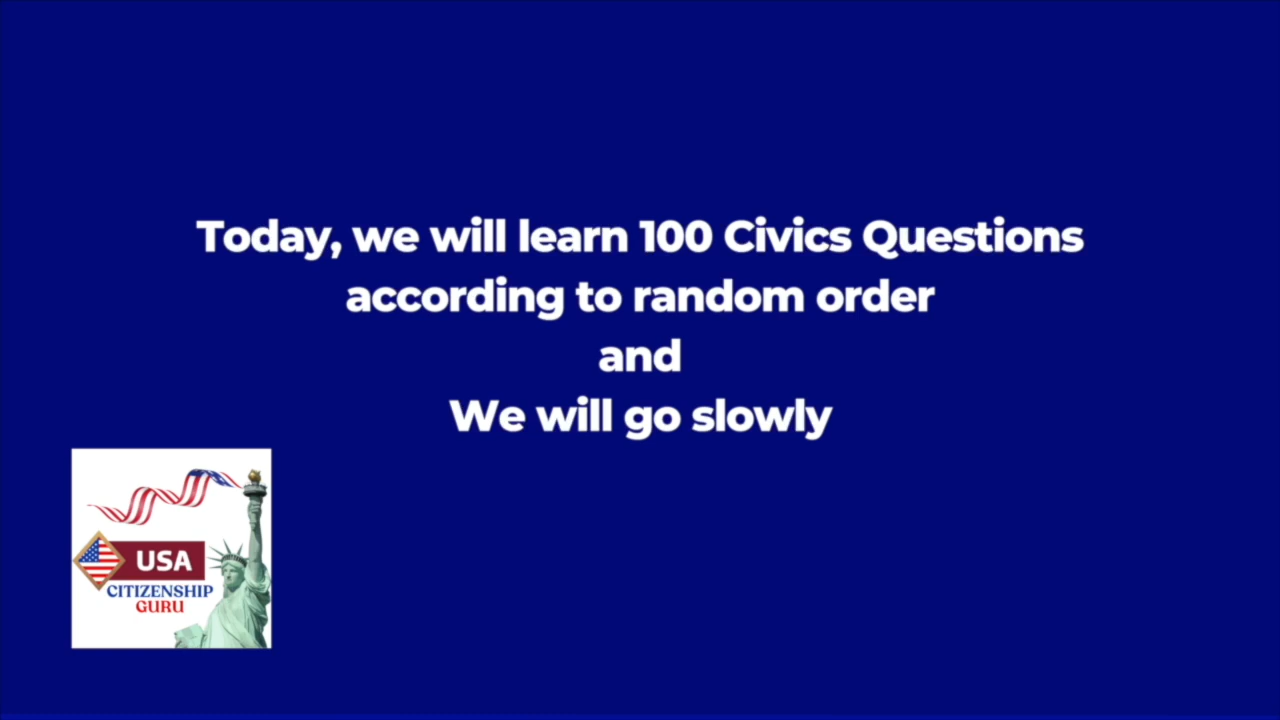 Today, we will learn 100 Civics Questions
according to random order
and
We will go slowly
USA
CITIZENSHIP
GURU